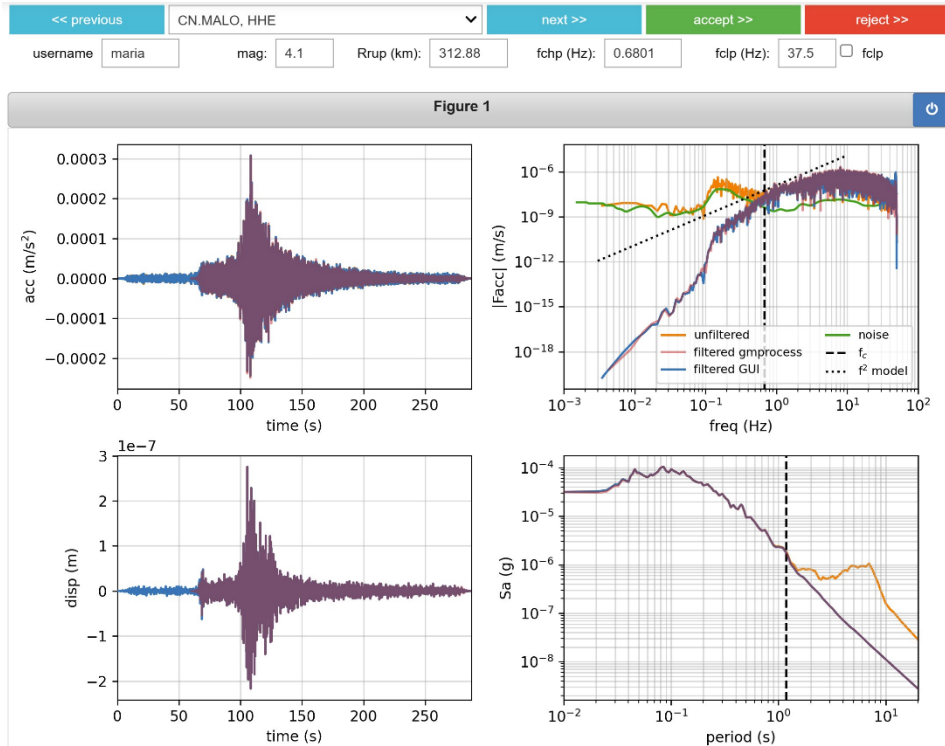 << previous CN.MALO, HHE next >> accept >> reject >>
username maria mag: 4.1 Rrup (km): 312.88 fchp (Hz): 0.6801 fclp (Hz): 37.5 fclp
Figure 1
0.0003
0.0002
0.0001
0.0000
−0.0001
−0.0002
acc (m/s²)
0 50 100 150 200 250
time (s)
10⁻⁶
10⁻⁹
10⁻¹²
10⁻¹⁵
10⁻¹⁸
|Facc| (m/s)
unfiltered
filtered gmprocess
filtered GUI
noise
f_c
f² model
10⁻³ 10⁻² 10⁻¹ 10⁰ 10¹ 10²
freq (Hz)
1e−7
3
2
1
0
−1
−2
disp (m)
0 50 100 150 200 250
time (s)
10⁻⁴
10⁻⁵
10⁻⁶
10⁻⁷
10⁻⁸
Sa (g)
10⁻² 10⁻¹ 10⁰ 10¹
period (s)